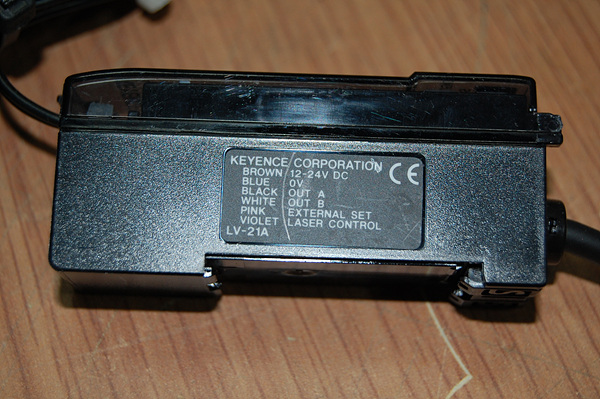 KEYENCE CORPORATION CE
BROWN 12-24V DC
BLUE 0V
BLACK OUT A
WHITE OUT B
PINK EXTERNAL SET
VIOLET LASER CONTROL
LV-21A